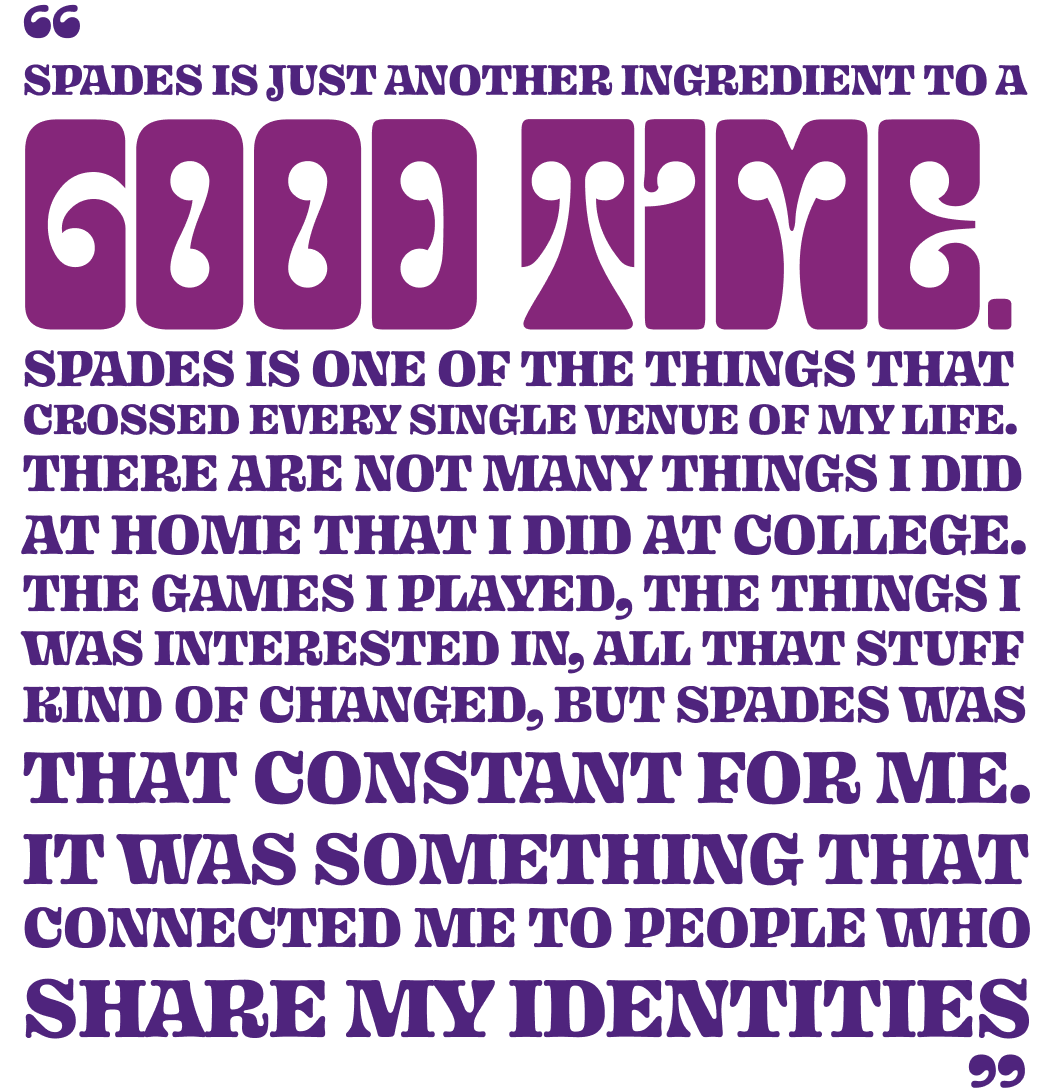 “
SPADES IS JUST ANOTHER INGREDIENT TO A
GOOD TIME.
SPADES IS ONE OF THE THINGS THAT
CROSSED EVERY SINGLE VENUE OF MY LIFE.
THERE ARE NOT MANY THINGS I DID
AT HOME THAT I DID AT COLLEGE.
THE GAMES I PLAYED, THE THINGS I
WAS INTERESTED IN, ALL THAT STUFF
KIND OF CHANGED, BUT SPADES WAS
THAT CONSTANT FOR ME.
IT WAS SOMETHING THAT
CONNECTED ME TO PEOPLE WHO
SHARE MY IDENTITIES
”